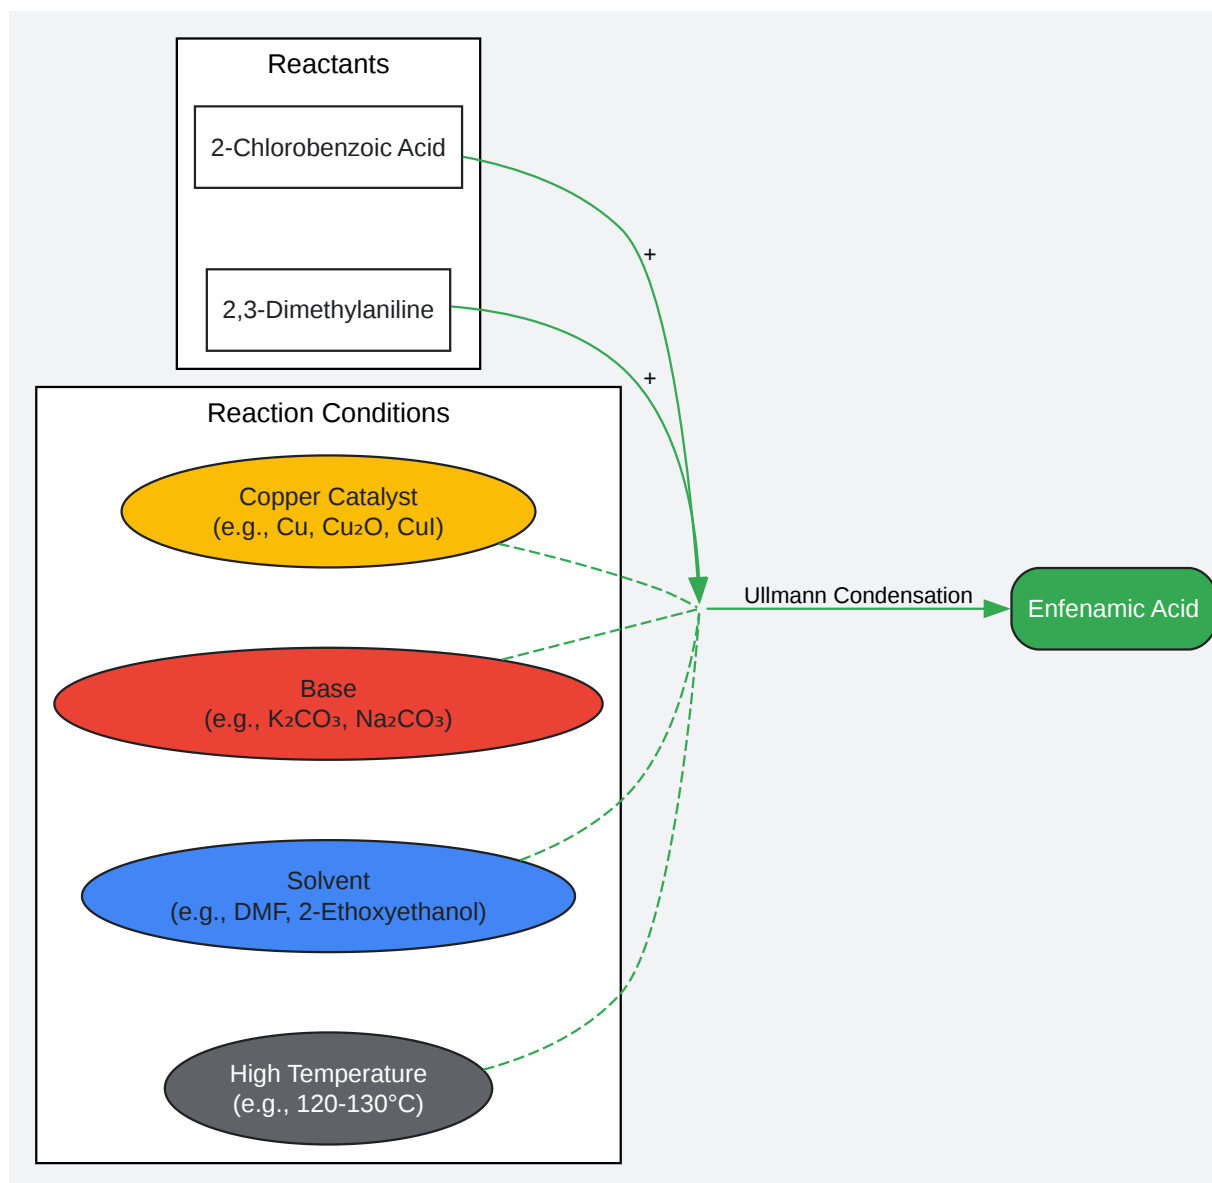 Reactants
2-Chlorobenzoic Acid
+
2,3-Dimethylaniline
+
Reaction Conditions
Copper Catalyst
(e.g., Cu, Cu₂O, CuI)
Ullmann Condensation
Enfenamic Acid
Base
(e.g., K₂CO₃, Na₂CO₃)
Solvent
(e.g., DMF, 2-Ethoxyethanol)
High Temperature
(e.g., 120-130°C)